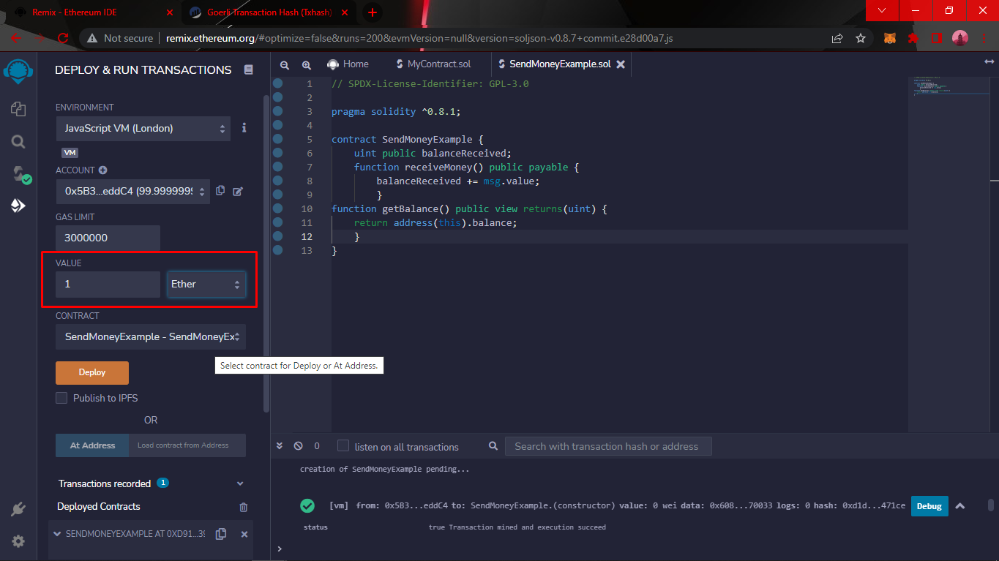 Remix - Ethereum IDE
Goerli Transaction Hash (Txhash)
Not secure
remix.ethereum.org/#optimize=false&runs=200&evmVersion=null&version=soljson-v0.8.7+commit.e28d00a7.js
DEPLOY & RUN TRANSACTIONS
ENVIRONMENT
JavaScript VM (London)
VM
ACCOUNT
0x5B3...eddC4 (99.9999999
GAS LIMIT
3000000
VALUE
1
Ether
CONTRACT
SendMoneyExample - SendMoneyEx
Select contract for Deploy or At Address.
Deploy
Publish to IPFS
OR
At Address
Load contract from Address
Transactions recorded 1
Deployed Contracts
SENDMONEYEXAMPLE AT 0XD91...39
Home
MyContract.sol
SendMoneyExample.sol
1 // SPDX-License-Identifier: GPL-3.0
2
3 pragma solidity ^0.8.1;
4
5 contract SendMoneyExample {
6 uint public balanceReceived;
7 function receiveMoney() public payable {
8 balanceReceived += msg.value;
9 }
10 function getBalance() public view returns(uint) {
11 return address(this).balance;
12 }
13 }
0
listen on all transactions
Search with transaction hash or address
creation of SendMoneyExample pending...
[vm] from: 0x5B3...eddC4 to: SendMoneyExample.(constructor) value: 0 wei data: 0x608...70033 logs: 0 hash: 0xd1d...471ce
Debug
status true Transaction mined and execution succeed
>